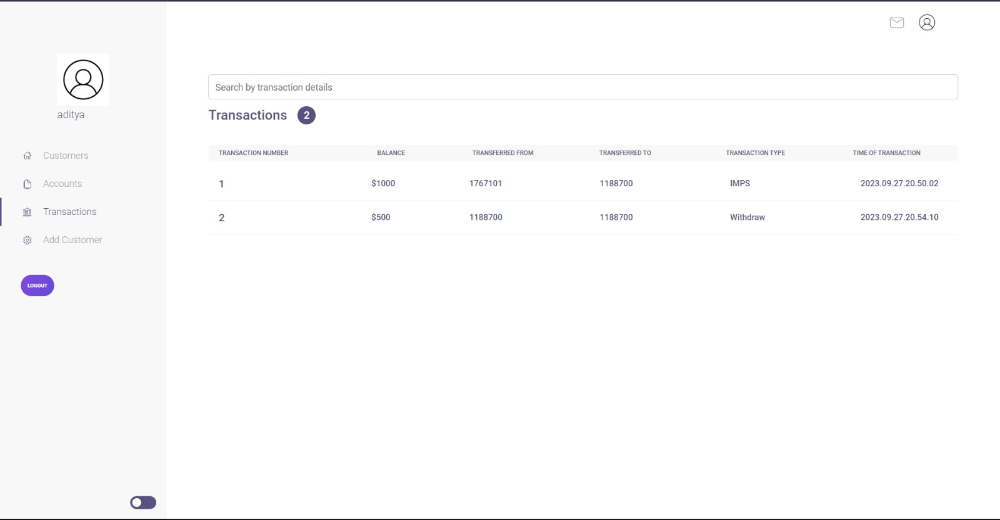 aditya
Customers
Accounts
Transactions
Add Customer
LOGOUT
Search by transaction details
Transactions 2
TRANSACTION NUMBER BALANCE TRANSFERRED FROM TRANSFERRED TO TRANSACTION TYPE TIME OF TRANSACTION
1 $1000 1767101 1188700 IMPS 2023.09.27.20.50.02
2 $500 1188700 1188700 Withdraw 2023.09.27.20.54.10